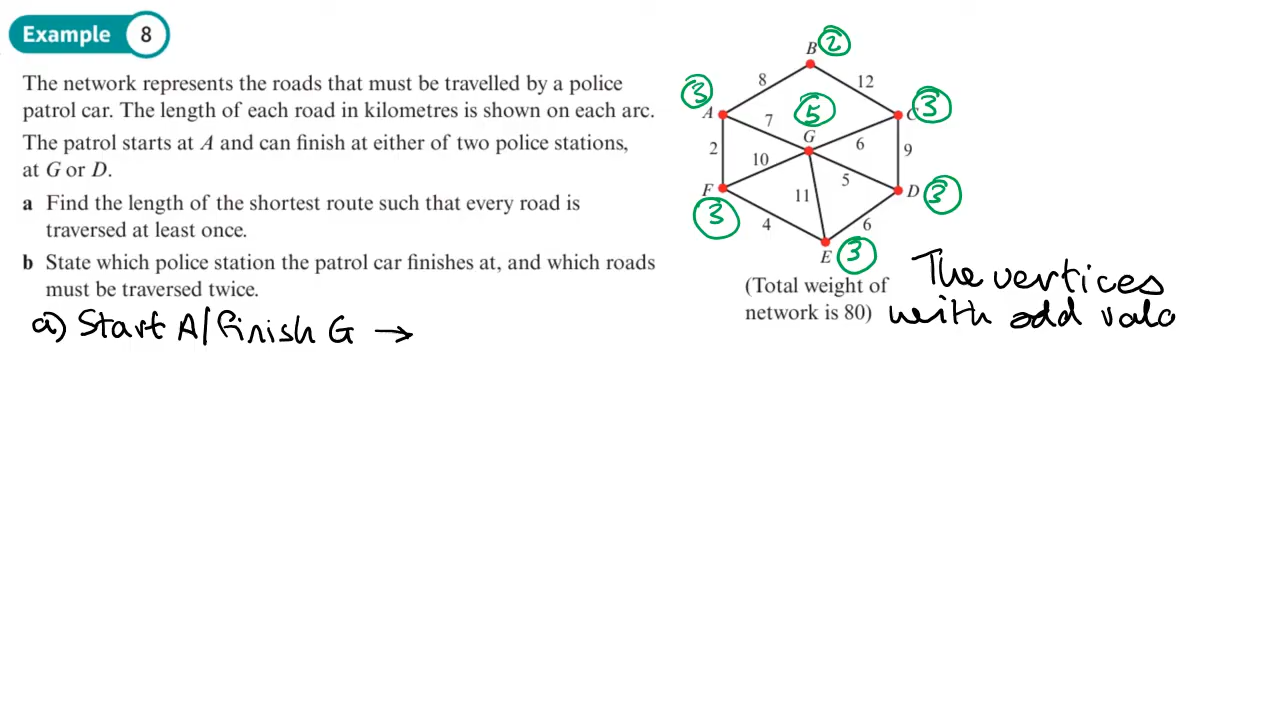 Example 8
The network represents the roads that must be travelled by a police
patrol car. The length of each road in kilometres is shown on each arc.
The patrol starts at A and can finish at either of two police stations,
at G or D.
a Find the length of the shortest route such that every road is
traversed at least once.
b State which police station the patrol car finishes at, and which roads
must be traversed twice.
a) Start A/finish G →
B 2
8 12
3 5 3
A 7 G C
2 10 6 9
F 11 5 D 3
3 4 6
E 3
(Total weight of
network is 80)
The vertices
with odd valc